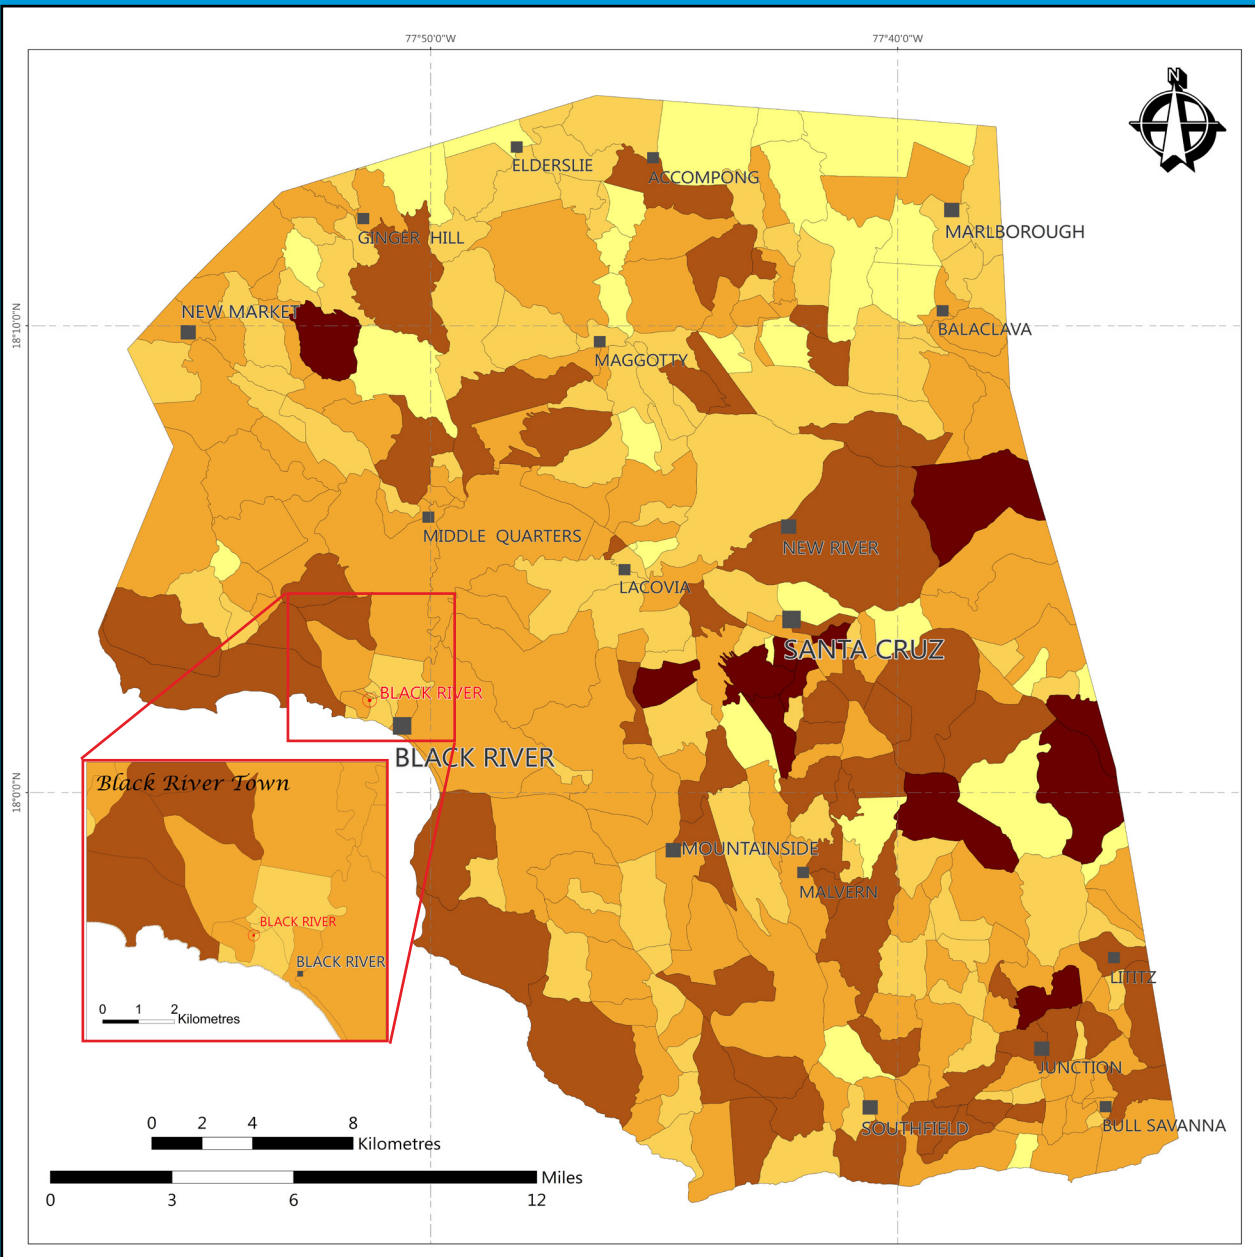 77°50'0"W
77°40'0"W
N
ELDERSLIE
ACCOMPONG
GINGER HILL
MARLBOROUGH
NEW MARKET
18°10'0"N
BALACLAVA
MAGGOTTY
MIDDLE QUARTERS
NEW RIVER
LACOVIA
SANTA CRUZ
BLACK RIVER
BLACK RIVER
18°0'0"N
Black River Town
MOUNTAINSIDE
MALVERN
BLACK RIVER
BLACK RIVER
LITITZ
0 1 2
Kilometres
JUNCTION
0 2 4 8
Kilometres
SOUTHFIELD
BULL SAVANNA
Miles
0 3 6 12